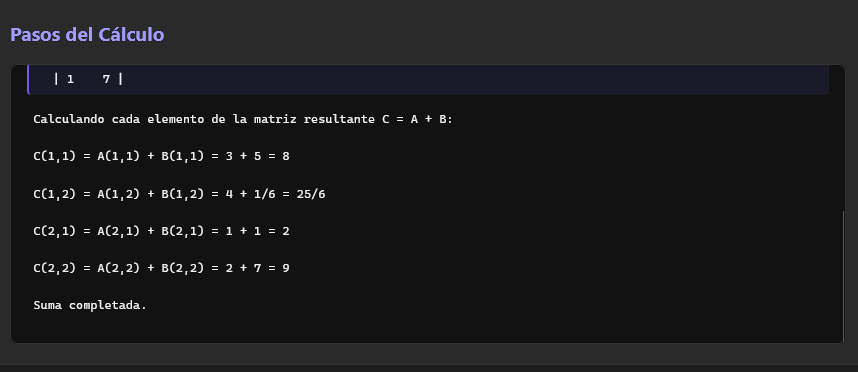 Pasos del Cálculo
| 1    7 |
Calculando cada elemento de la matriz resultante C = A + B:
C(1,1) = A(1,1) + B(1,1) = 3 + 5 = 8
C(1,2) = A(1,2) + B(1,2) = 4 + 1/6 = 25/6
C(2,1) = A(2,1) + B(2,1) = 1 + 1 = 2
C(2,2) = A(2,2) + B(2,2) = 2 + 7 = 9
Suma completada.